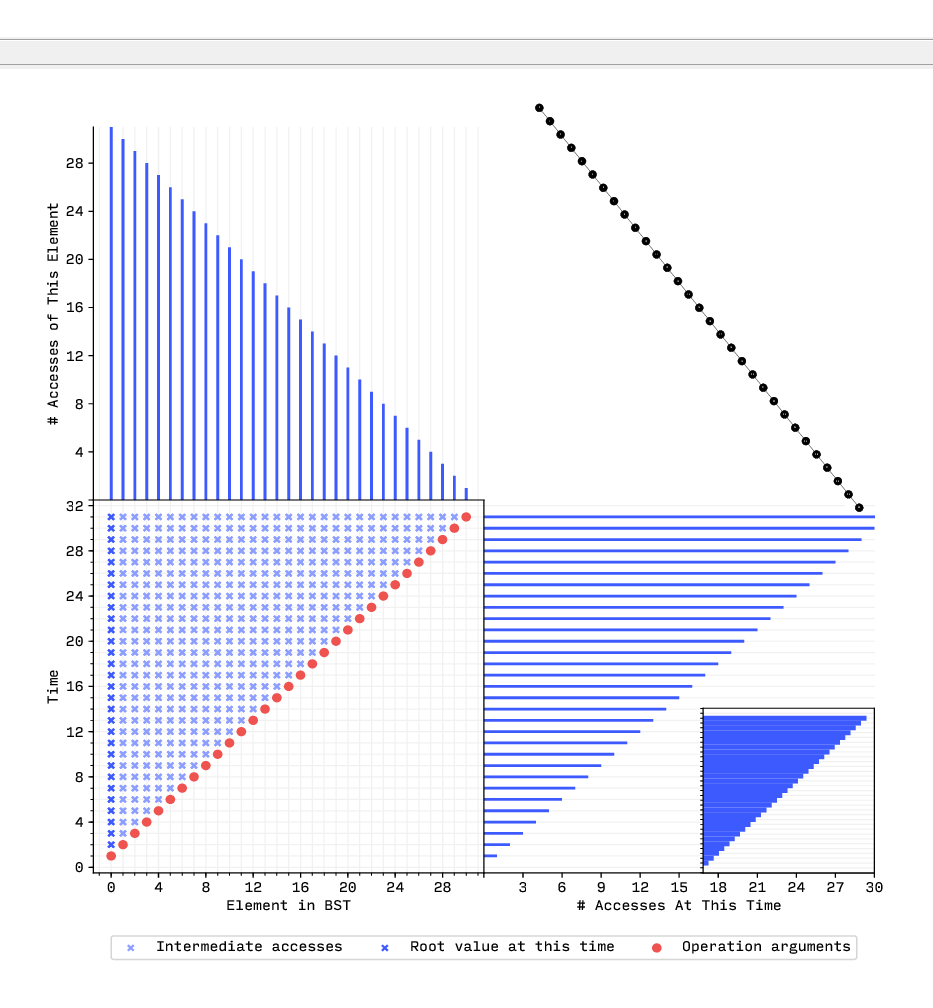 # Accesses of This Element
28
24
20
16
12
8
4
Time
32
28
24
20
16
12
8
4
0
0 4 8 12 16 20 24 28
Element in BST
3 6 9 12 15 18 21 24 27 30
# Accesses At This Time
Intermediate accesses Root value at this time Operation arguments